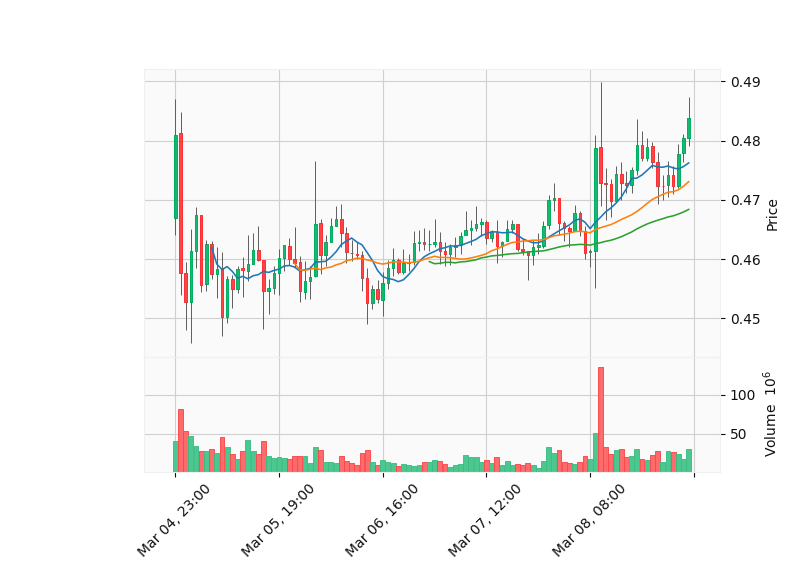 0.49
0.48
0.47
0.46
0.45
Price
100
50
Volume 10^6
Mar 04, 23:00
Mar 05, 19:00
Mar 06, 16:00
Mar 07, 12:00
Mar 08, 08:00